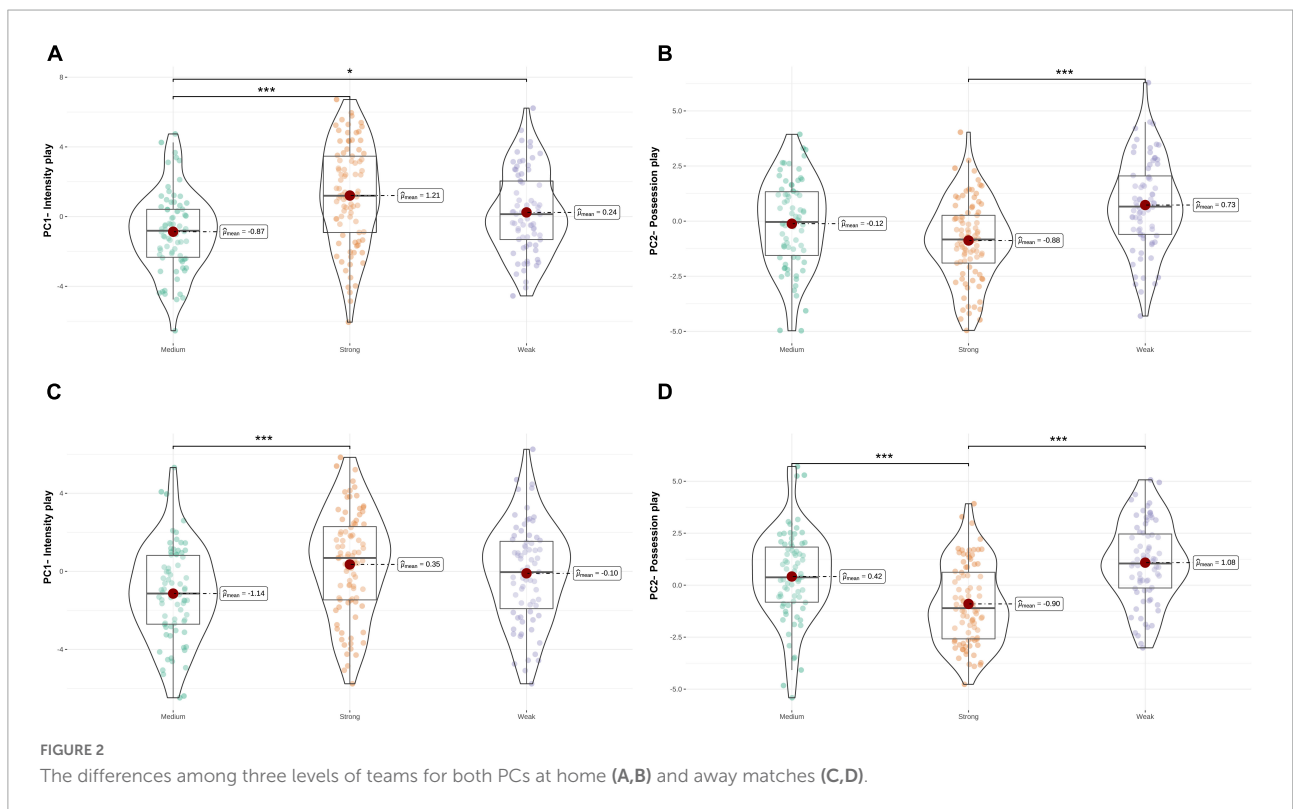 A
PC1- Intensity play
8
4
0
-4
*
***
μ̂mean = -0.87
μ̂mean = 1.21
μ̂mean = 0.24
Medium
Strong
Weak
B
PC2- Possession play
5.0
2.5
0.0
-2.5
-5.0
***
μ̂mean = -0.12
μ̂mean = -0.88
μ̂mean = 0.73
Medium
Strong
Weak
C
PC1- Intensity play
4
0
-4
***
μ̂mean = -1.14
μ̂mean = 0.35
μ̂mean = -0.10
Medium
Strong
Weak
D
PC2- Possession play
5.0
2.5
0.0
-2.5
-5.0
***
***
μ̂mean = 0.42
μ̂mean = -0.90
μ̂mean = 1.08
Medium
Strong
Weak
FIGURE 2
The differences among three levels of teams for both PCs at home (A,B) and away matches (C,D).